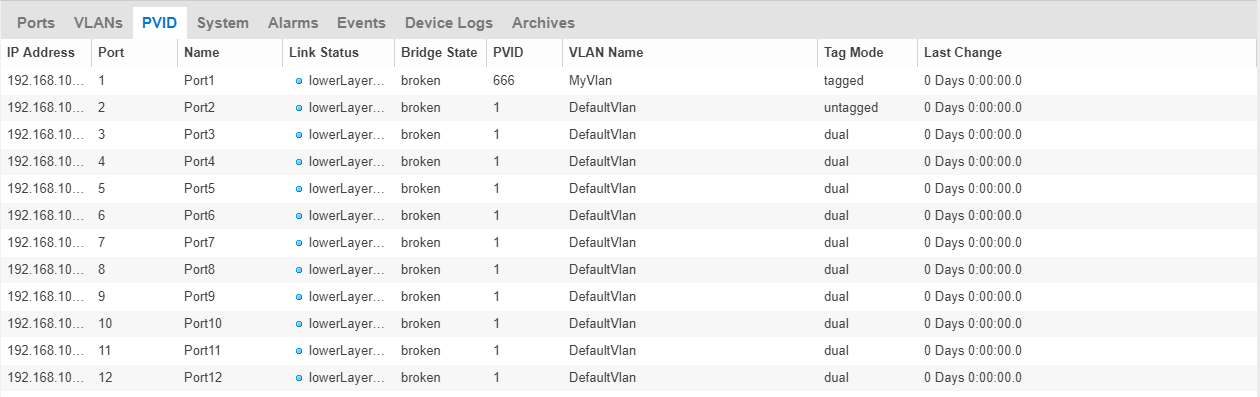 Ports VLANs PVID System Alarms Events Device Logs Archives
IP Address Port Name Link Status Bridge State PVID VLAN Name Tag Mode Last Change
192.168.10... 1 Port1 lowerLayer... broken 666 MyVlan tagged 0 Days 0:00:00.0
192.168.10... 2 Port2 lowerLayer... broken 1 DefaultVlan untagged 0 Days 0:00:00.0
192.168.10... 3 Port3 lowerLayer... broken 1 DefaultVlan dual 0 Days 0:00:00.0
192.168.10... 4 Port4 lowerLayer... broken 1 DefaultVlan dual 0 Days 0:00:00.0
192.168.10... 5 Port5 lowerLayer... broken 1 DefaultVlan dual 0 Days 0:00:00.0
192.168.10... 6 Port6 lowerLayer... broken 1 DefaultVlan dual 0 Days 0:00:00.0
192.168.10... 7 Port7 lowerLayer... broken 1 DefaultVlan dual 0 Days 0:00:00.0
192.168.10... 8 Port8 lowerLayer... broken 1 DefaultVlan dual 0 Days 0:00:00.0
192.168.10... 9 Port9 lowerLayer... broken 1 DefaultVlan dual 0 Days 0:00:00.0
192.168.10... 10 Port10 lowerLayer... broken 1 DefaultVlan dual 0 Days 0:00:00.0
192.168.10... 11 Port11 lowerLayer... broken 1 DefaultVlan dual 0 Days 0:00:00.0
192.168.10... 12 Port12 lowerLayer... broken 1 DefaultVlan dual 0 Days 0:00:00.0